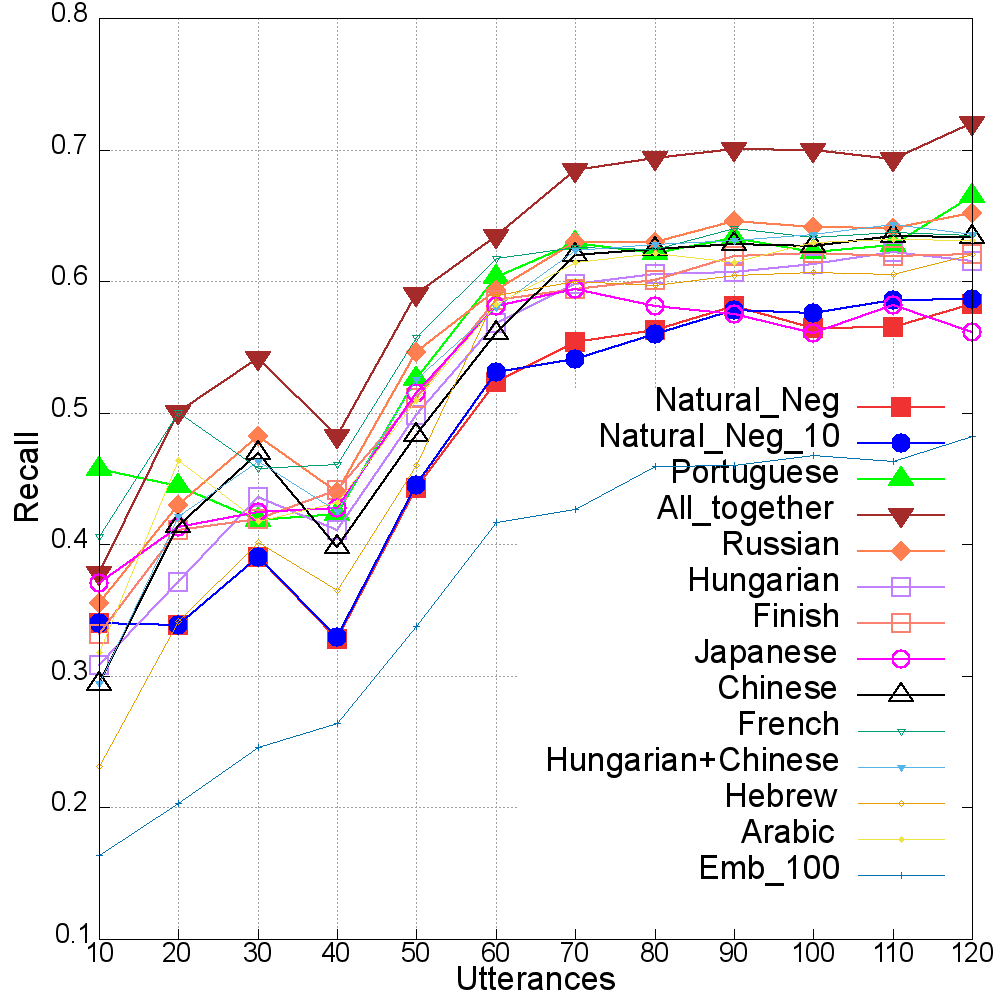 0.8
0.7
0.6
0.5
0.4
0.3
0.2
0.1
Recall
Natural_Neg
Natural_Neg_10
Portuguese
All_together
Russian
Hungarian
Finish
Japanese
Chinese
French
Hungarian+Chinese
Hebrew
Arabic
Emb_100
10 20 30 40 50 60 70 80 90 100 110 120
Utterances